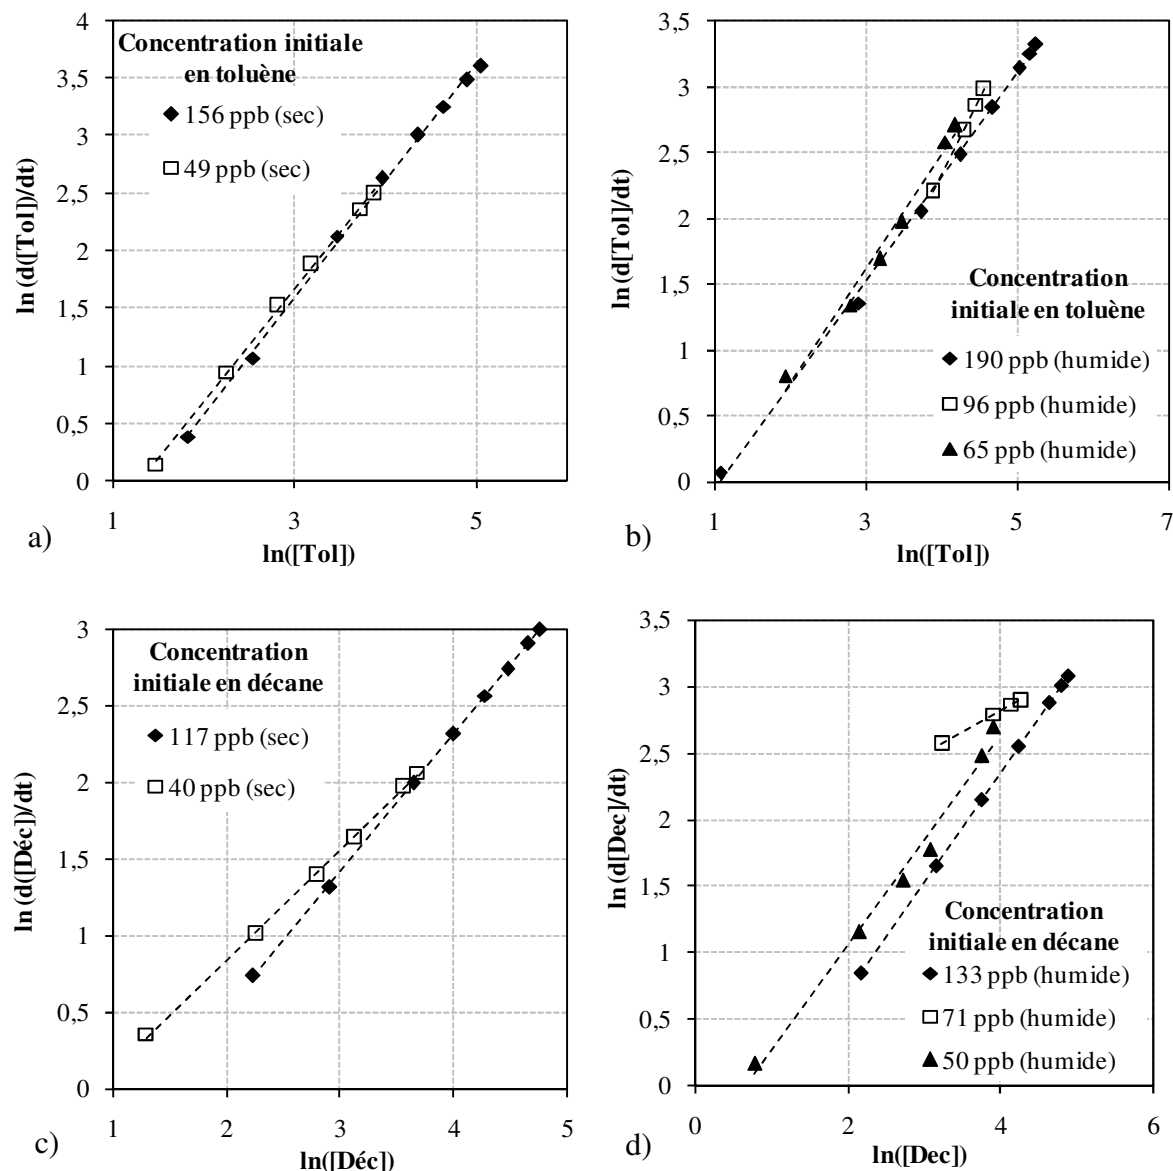 Concentration initiale
en toluène
156 ppb (sec)
49 ppb (sec)
ln (d([Tol])/dt)
4
3,5
3
2,5
2
1,5
1
0,5
0
1
3
5
ln([Tol])
a)
ln (d[Tol]/dt)
3,5
3
2,5
2
1,5
1
0,5
0
Concentration
initiale en toluène
190 ppb (humide)
96 ppb (humide)
65 ppb (humide)
1
3
5
7
ln([Tol])
b)
ln (d([Déc])/dt)
3
2,5
2
1,5
1
0,5
0
Concentration
initiale en décane
117 ppb (sec)
40 ppb (sec)
1
2
3
4
5
ln([Déc])
c)
ln (d[Dec]/dt)
3,5
3
2,5
2
1,5
1
0,5
0
Concentration
initiale en décane
133 ppb (humide)
71 ppb (humide)
50 ppb (humide)
0
2
4
6
ln([Dec])
d)